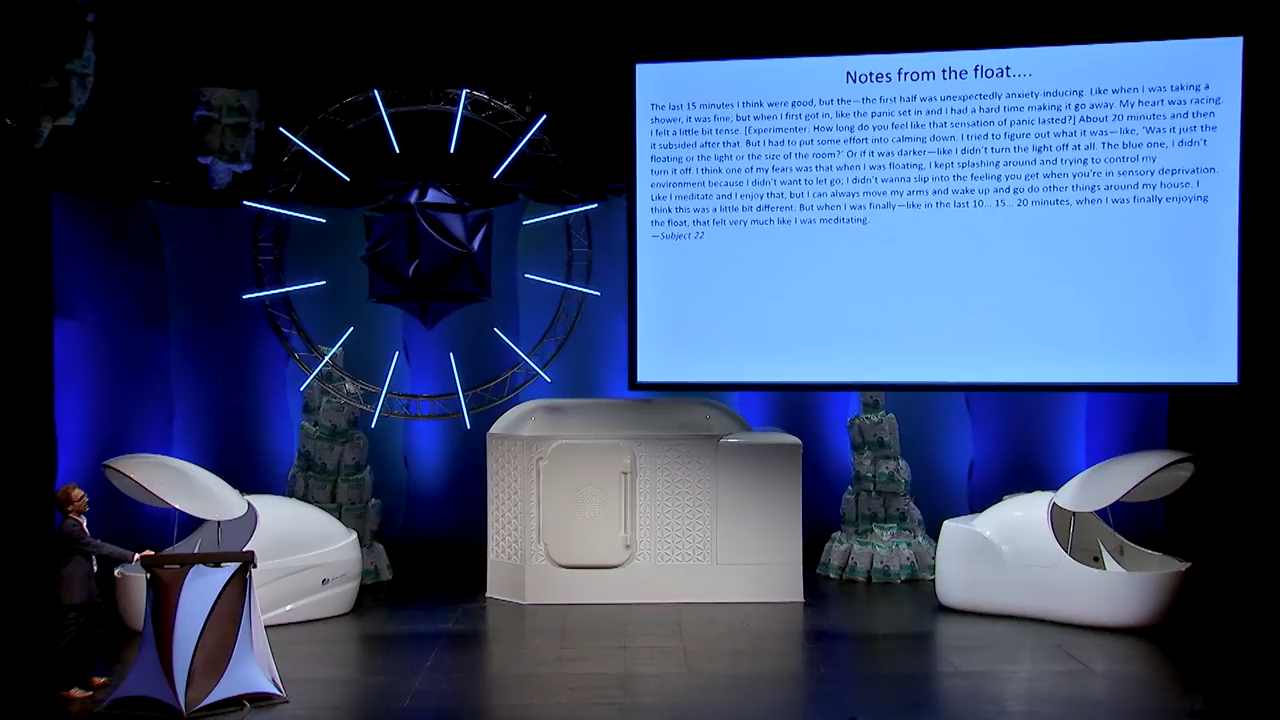 Notes from the float....
The last 15 minutes I think were good, but the—the first half was unexpectedly anxiety-inducing. Like when I was taking a
shower, it was fine; but when I first got in, like the panic set in and I had a hard time making it go away. My heart was racing.
I felt a little bit tense. [Experimenter: How long do you feel like that sensation of panic lasted?] About 20 minutes and then
it subsided after that. But I had to put some effort into calming down. I tried to figure out what it was—like, 'Was it just the
floating or the light or the size of the room?' Or if it was darker—like I didn't turn the light off at all. The blue one, I didn't
turn it off. I think one of my fears was that when I was floating, I kept splashing around and trying to control my
environment because I didn't want to let go; I didn't wanna slip into the feeling you get when you're in sensory deprivation.
Like I meditate and I enjoy that, but I can always move my arms and wake up and go do other things around my house. I
think this was a little bit different. But when I was finally—like in the last 10... 15... 20 minutes, when I was finally enjoying
the float, that felt very much like I was meditating.
—Subject 22